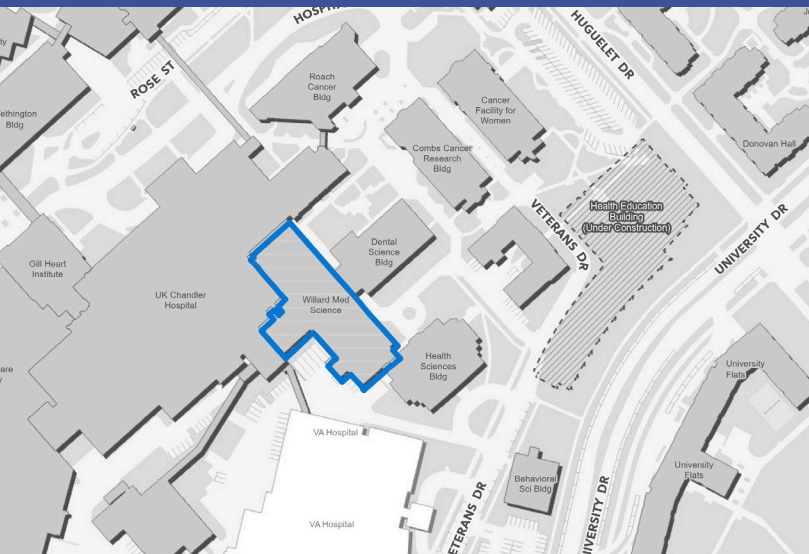 HOSPI
HUGUELET DR
ROSE ST
Roach
Cancer
Bldg
Cancer
Facility for
Women
ethington
Bldg
Combs Cancer
Research
Bldg
Donovan Hall
Health Education
Building
(Under Construction)
VETERANS DR
UNIVERSITY DR
Dental
Science
Bldg
Gill Heart
Institute
UK Chandler
Hospital
Willard Med
Science
Health
Sciences
Bldg
University
Flats
are
VA Hospital
University
Flats
Behavioral
Sci Bldg
VA Hospital
ETERANS DR
IVERSITY DR